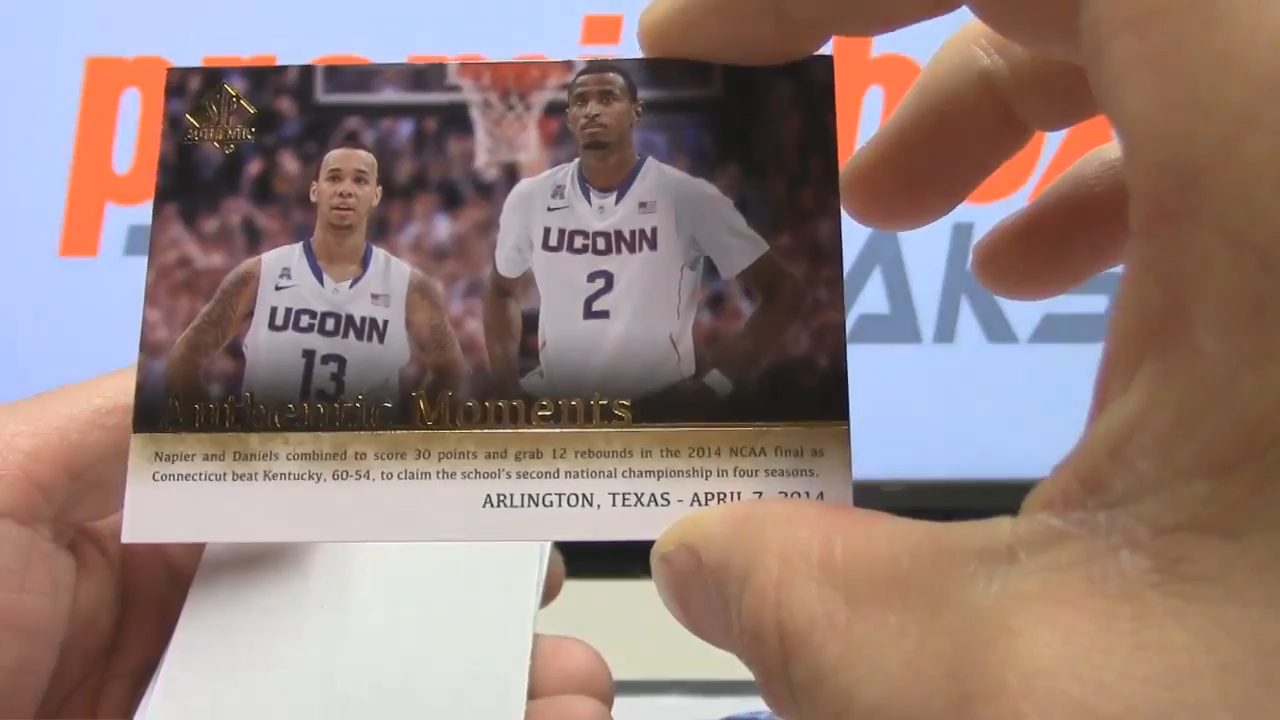 SP
AUTHENTIC
UCONN
2
UCONN
13
Authentic Moments
Napier and Daniels combined to score 30 points and grab 12 rebounds in the 2014 NCAA final as
Connecticut beat Kentucky, 60-54, to claim the school's second national championship in four seasons.
ARLINGTON, TEXAS - APRIL 7, 2014